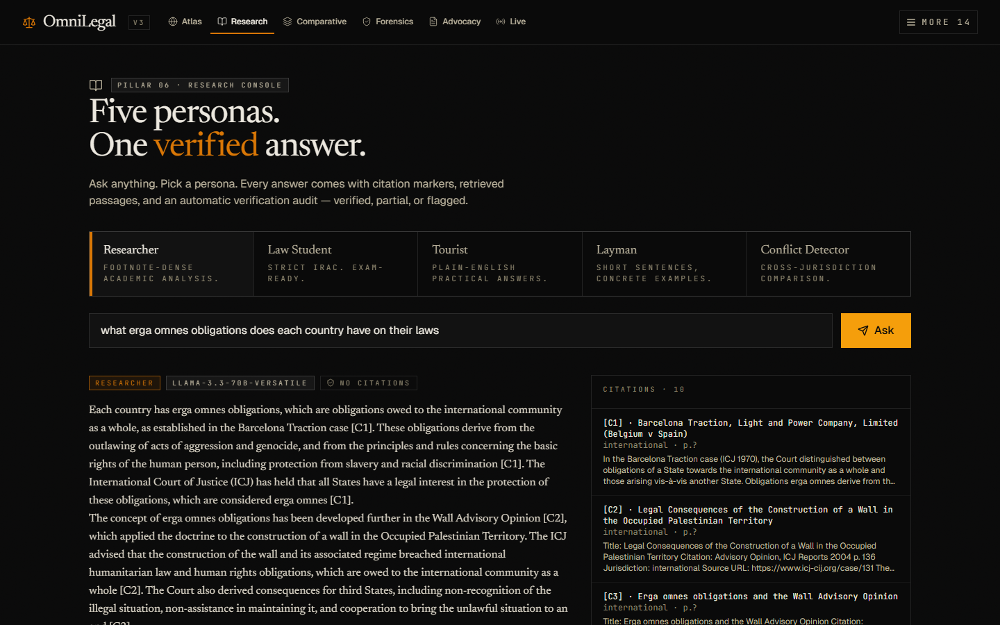 OmniLegal
V3
Atlas
Research
Comparative
Forensics
Advocacy
Live
MORE 14
PILLAR 06 · RESEARCH CONSOLE
Five personas.
One verified answer.
Ask anything. Pick a persona. Every answer comes with citation markers, retrieved
passages, and an automatic verification audit — verified, partial, or flagged.
Researcher
FOOTNOTE-DENSE
ACADEMIC ANALYSIS.
Law Student
STRICT IRAC. EXAM-
READY.
Tourist
PLAIN-ENGLISH
PRACTICAL ANSWERS.
Layman
SHORT SENTENCES,
CONCRETE EXAMPLES.
Conflict Detector
CROSS-JURISDICTION
COMPARISON.
what erga omnes obligations does each country have on their laws
Ask
RESEARCHER
LLAMA-3.3-70B-VERSATILE
NO CITATIONS
Each country has erga omnes obligations, which are obligations owed to the international community
as a whole, as established in the Barcelona Traction case [C1]. These obligations derive from the
outlawing of acts of aggression and genocide, and from the principles and rules concerning the basic
rights of the human person, including protection from slavery and racial discrimination [C1]. The
International Court of Justice (ICJ) has held that all States have a legal interest in the protection of
these obligations, which are considered erga omnes [C1].
The concept of erga omnes obligations has been developed further in the Wall Advisory Opinion [C2],
which applied the doctrine to the construction of a wall in the Occupied Palestinian Territory. The ICJ
advised that the construction of the wall and its associated regime breached international
humanitarian law and human rights obligations, which are owed to the international community as a
whole [C2]. The Court also derived consequences for third States, including non-recognition of the
illegal situation, non-assistance in maintaining it, and cooperation to bring the unlawful situation to an
CITATIONS · 10
[C1] · Barcelona Traction, Light and Power Company, Limited
(Belgium v Spain)
international · p.?
In the Barcelona Traction case (ICJ 1970), the Court distinguished between
obligations of a State towards the international community as a whole and
those arising vis-à-vis another State. Obligations erga omnes derive from th…
[C2] · Legal Consequences of the Construction of a Wall in
the Occupied Palestinian Territory
international · p.?
Title: Legal Consequences of the Construction of a Wall in the Occupied
Palestinian Territory Citation: Advisory Opinion, ICJ Reports 2004 p. 136
Jurisdiction: international Source URL: https://www.icj-cij.org/case/131 The…
[C3] · Erga omnes obligations and the Wall Advisory Opinion
international · p.?
Title: Erga omnes obligations and the Wall Advisory Opinion Citation: